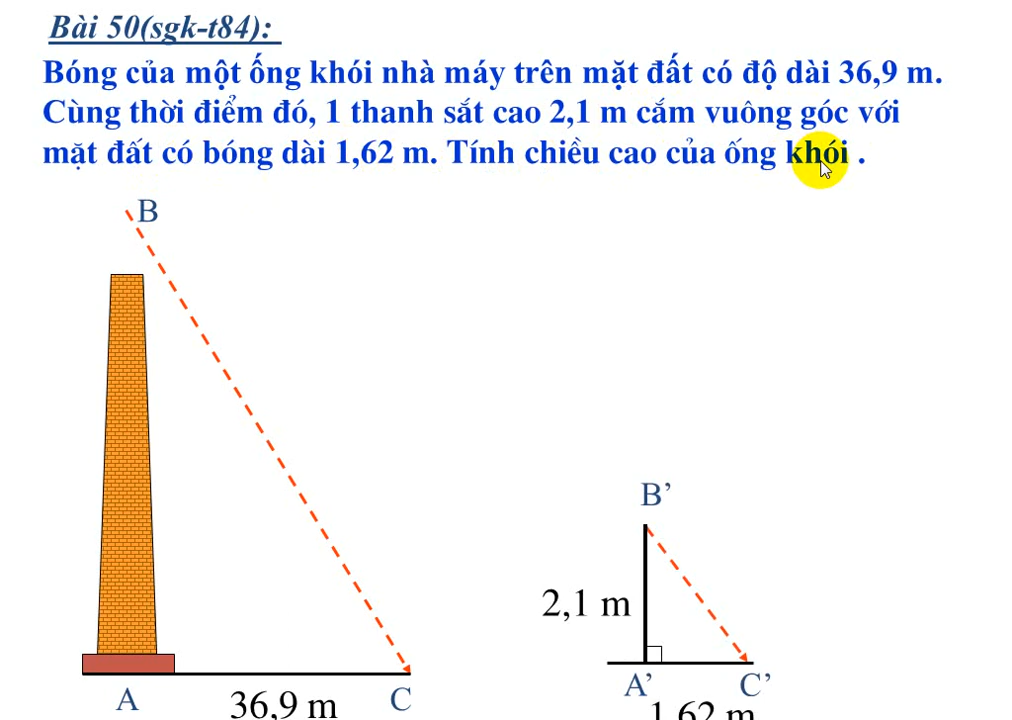 Bài 50(sgk-t84):
Bóng của một ống khói nhà máy trên mặt đất có độ dài 36,9 m.
Cùng thời điểm đó, 1 thanh sắt cao 2,1 m cắm vuông góc với
mặt đất có bóng dài 1,62 m. Tính chiều cao của ống khói .
B
B’
2,1 m
A
36,9 m
C
A’
C’
1,62 m